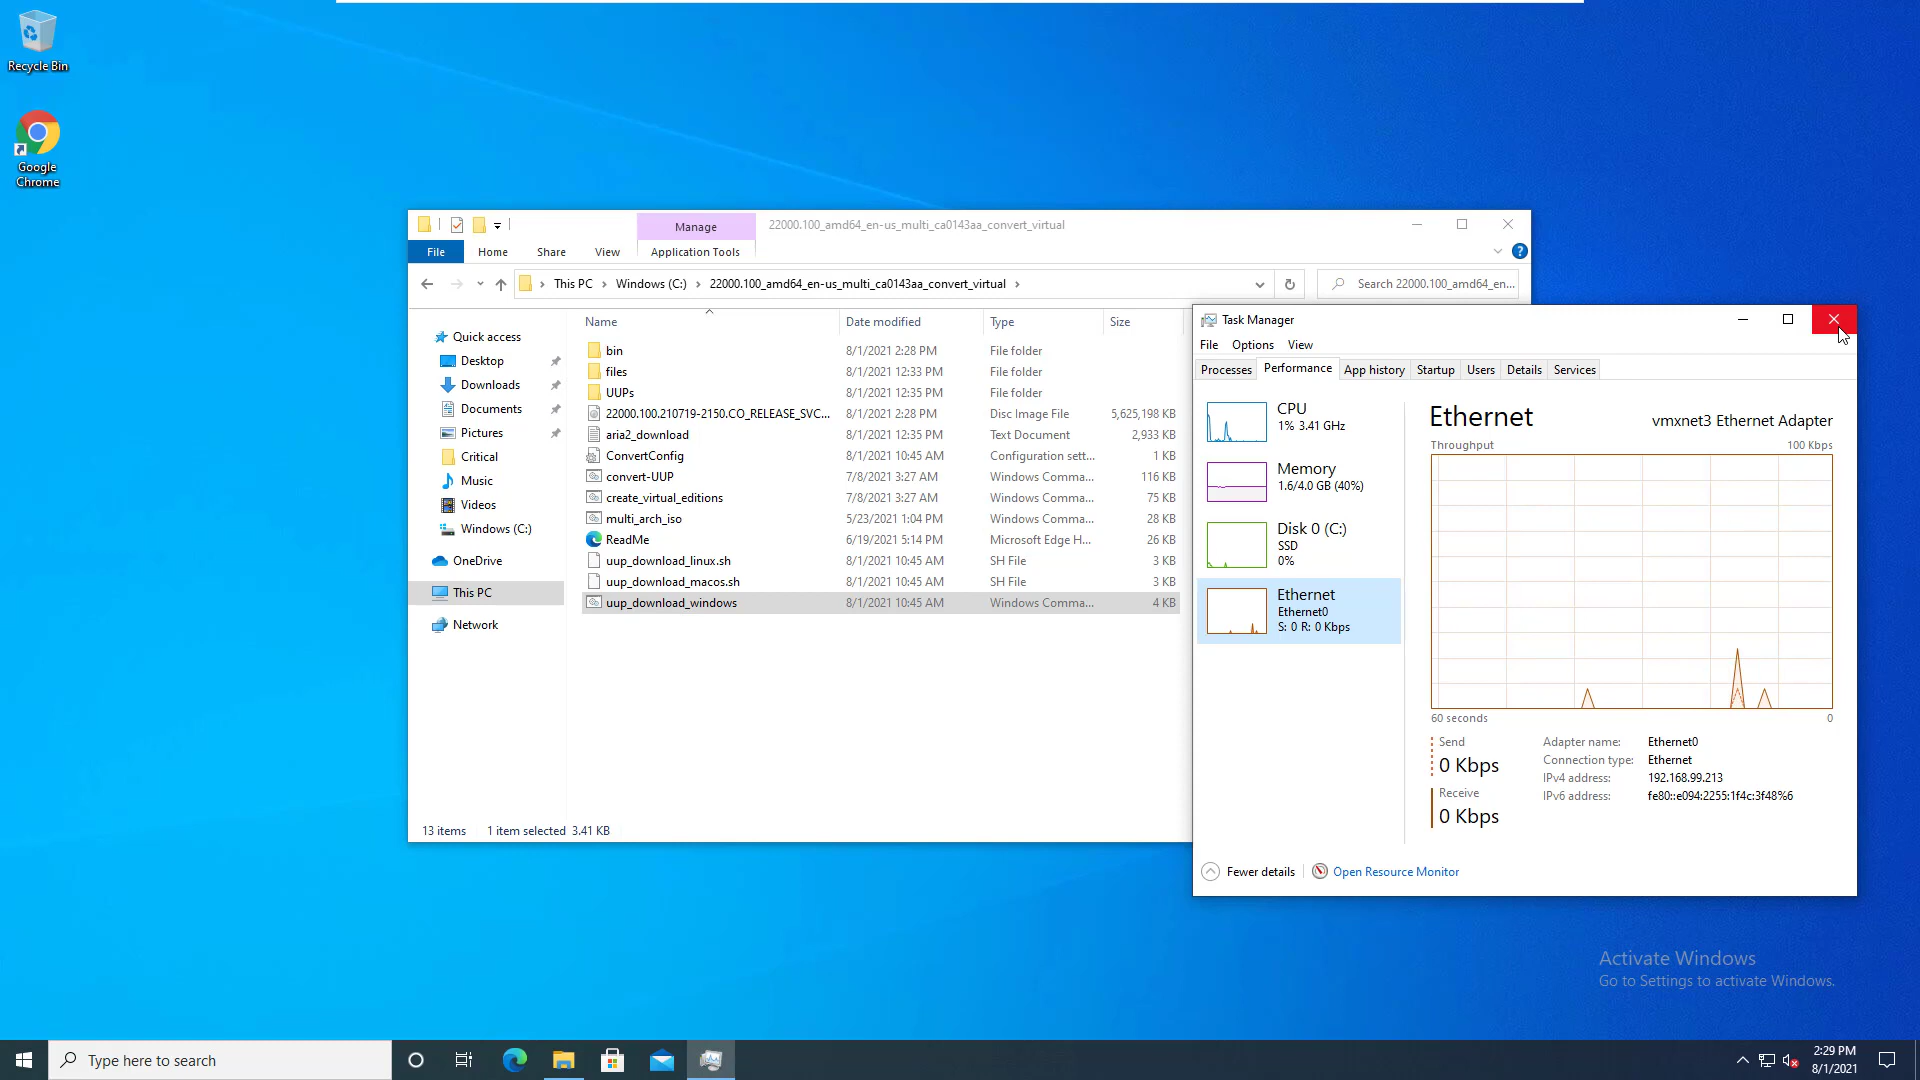 Recycle Bin
Google
Chrome
Manage
22000.100_amd64_en-us_multi_ca0143aa_convert_virtual
File
Home
Share
View
Application Tools
This PC
Windows (C:)
22000.100_amd64_en-us_multi_ca0143aa_convert_virtual
Search 22000.100_amd64_en...
Quick access
Desktop
Downloads
Documents
Pictures
Critical
Music
Videos
Windows (C:)
OneDrive
This PC
Network
Name Date modified Type Size
bin 8/1/2021 2:28 PM File folder
files 8/1/2021 12:33 PM File folder
UUPs 8/1/2021 12:35 PM File folder
22000.100.210719-2150.CO_RELEASE_SVC... 8/1/2021 2:28 PM Disc Image File 5,625,198 KB
aria2_download 8/1/2021 12:35 PM Text Document 2,933 KB
ConvertConfig 8/1/2021 10:45 AM Configuration sett... 1 KB
convert-UUP 7/8/2021 3:27 AM Windows Comma... 116 KB
create_virtual_editions 7/8/2021 3:27 AM Windows Comma... 75 KB
multi_arch_iso 5/23/2021 1:04 PM Windows Comma... 28 KB
ReadMe 6/19/2021 5:14 PM Microsoft Edge H... 26 KB
uup_download_linux.sh 8/1/2021 10:45 AM SH File 3 KB
uup_download_macos.sh 8/1/2021 10:45 AM SH File 3 KB
uup_download_windows 8/1/2021 10:45 AM Windows Comma... 4 KB
13 items 1 item selected 3.41 KB
Task Manager
File Options View
Processes Performance App history Startup Users Details Services
CPU
1% 3.41 GHz
Memory
1.6/4.0 GB (40%)
Disk 0 (C:)
SSD
0%
Ethernet
Ethernet0
S: 0 R: 0 Kbps
Ethernet
vmxnet3 Ethernet Adapter
Throughput
100 Kbps
60 seconds
0
Send
0 Kbps
Receive
0 Kbps
Adapter name: Ethernet0
Connection type: Ethernet
IPv4 address: 192.168.99.213
IPv6 address: fe80::e094:2255:1f4c:3f48%6
Fewer details
Open Resource Monitor
Activate Windows
Go to Settings to activate Windows.
Type here to search
2:29 PM
8/1/2021